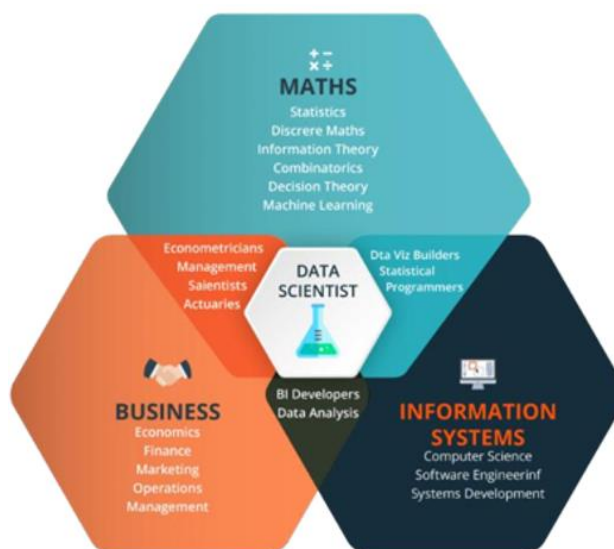 MATHS
Statistics
Discrere Maths
Information Theory
Combinatorics
Decision Theory
Machine Learning
Econometricians
Management
Saientists
Actuaries
DATA
SCIENTIST
Dta Viz Builders
Statistical
Programmers
BI Developers
Data Analysis
BUSINESS
Economics
Finance
Marketing
Operations
Management
INFORMATION
SYSTEMS
Computer Science
Software Engineerinf
Systems Development